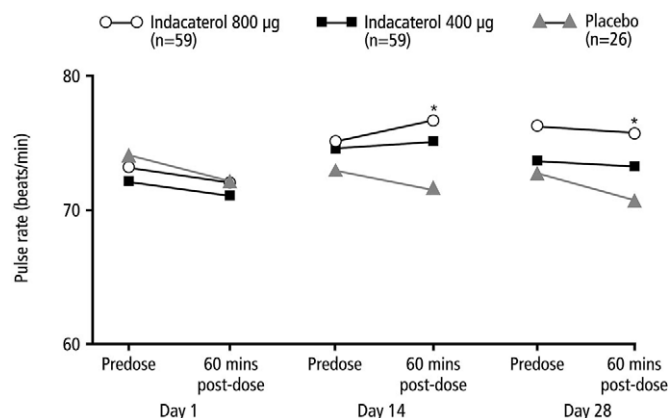 Indacaterol 800 µg
(n=59)
Indacaterol 400 µg
(n=59)
Placebo
(n=26)
Pulse rate (beats/min)
80
70
60
*
*
Predose
60 mins
post-dose
Predose
60 mins
post-dose
Predose
60 mins
post-dose
Day 1
Day 14
Day 28